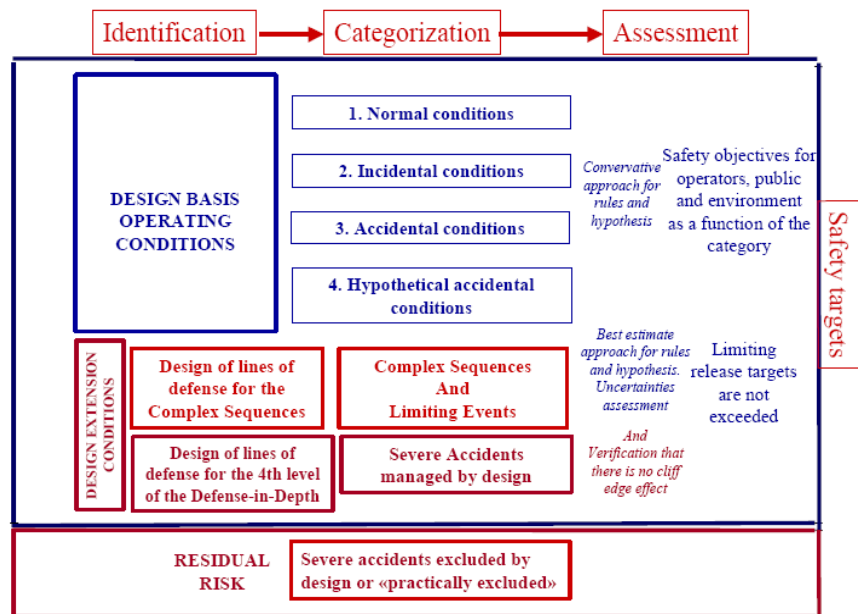 Identification
Categorization
Assessment
DESIGN BASIS
OPERATING
CONDITIONS
1. Normal conditions
2. Incidental conditions
3. Accidental conditions
4. Hypothetical accidental
conditions
Convervative
approach for
rules and
hypothesis
Safety objectives for
operators, public
and environment
as a function of the
category
Safety targets
DESIGN EXTENSION
CONDITIONS
Design of lines of
defense for the
Complex Sequences
Complex Sequences
And
Limiting Events
Best estimate
approach for rules
and hypothesis.
Uncertainties
assessment
Limiting
release targets
are not
exceeded
Design of lines of
defense for the 4th level
of the Defense-in-Depth
Severe Accidents
managed by design
And
Verification that
there is no cliff
edge effect
RESIDUAL
RISK
Severe accidents excluded by
design or «practically excluded»